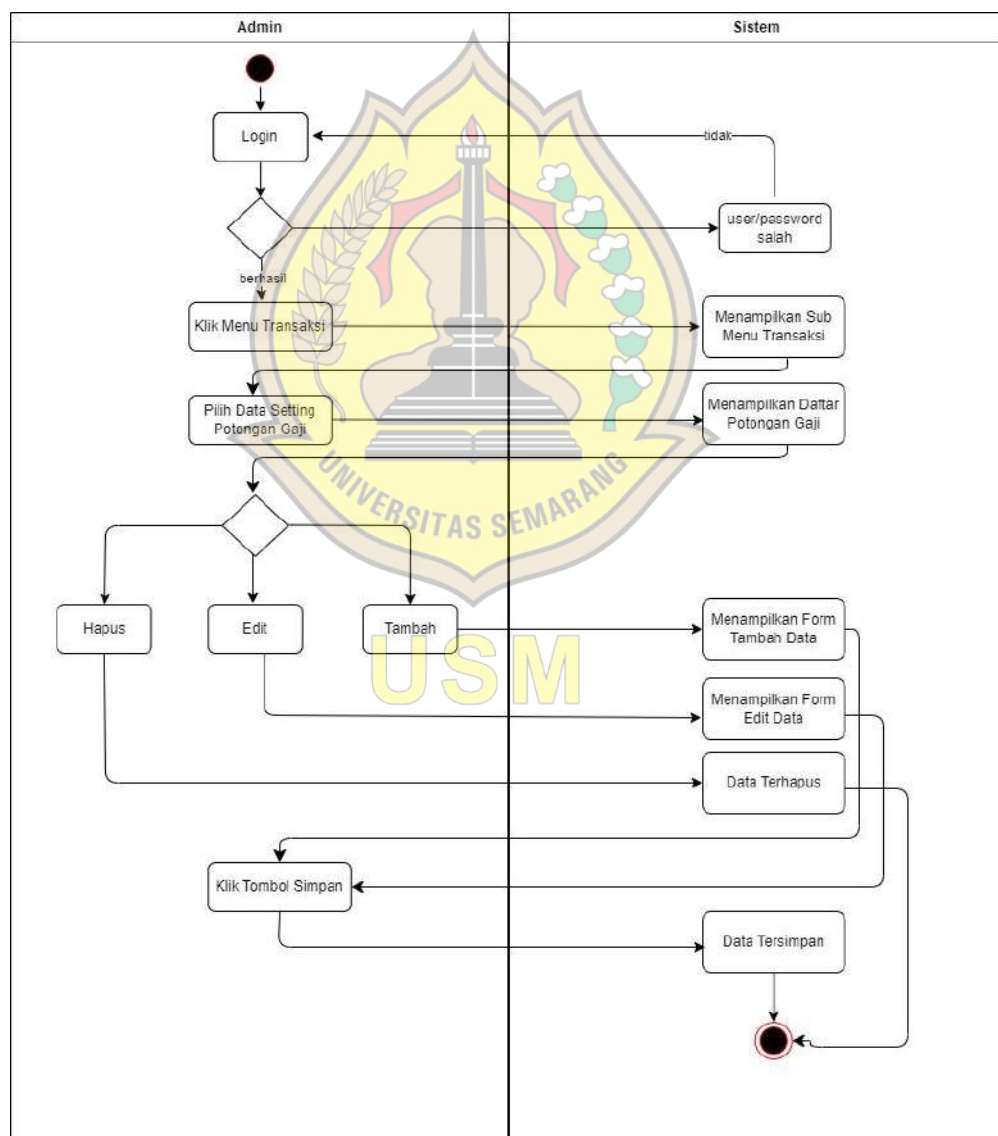 Admin
Sistem
Login
tidak
user/password
salah
berhasil
Klik Menu Transaksi
Menampilkan Sub
Menu Transaksi
Pilih Data Setting
Potongan Gaji
Menampilkan Daftar
Potongan Gaji
UNIVERSITAS SEMARANG
Hapus
Edit
Tambah
Menampilkan Form
Tambah Data
USM
Menampilkan Form
Edit Data
Data Terhapus
Klik Tombol Simpan
Data Tersimpan